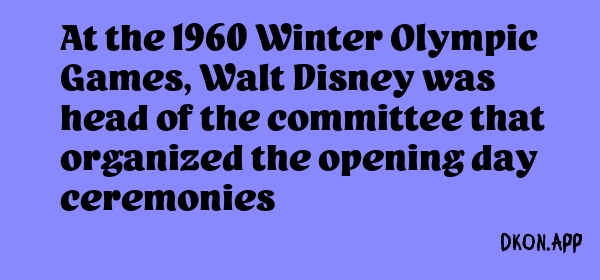 At the 1960 Winter Olympic
Games, Walt Disney was
head of the committee that
organized the opening day
ceremonies
DKON.APP